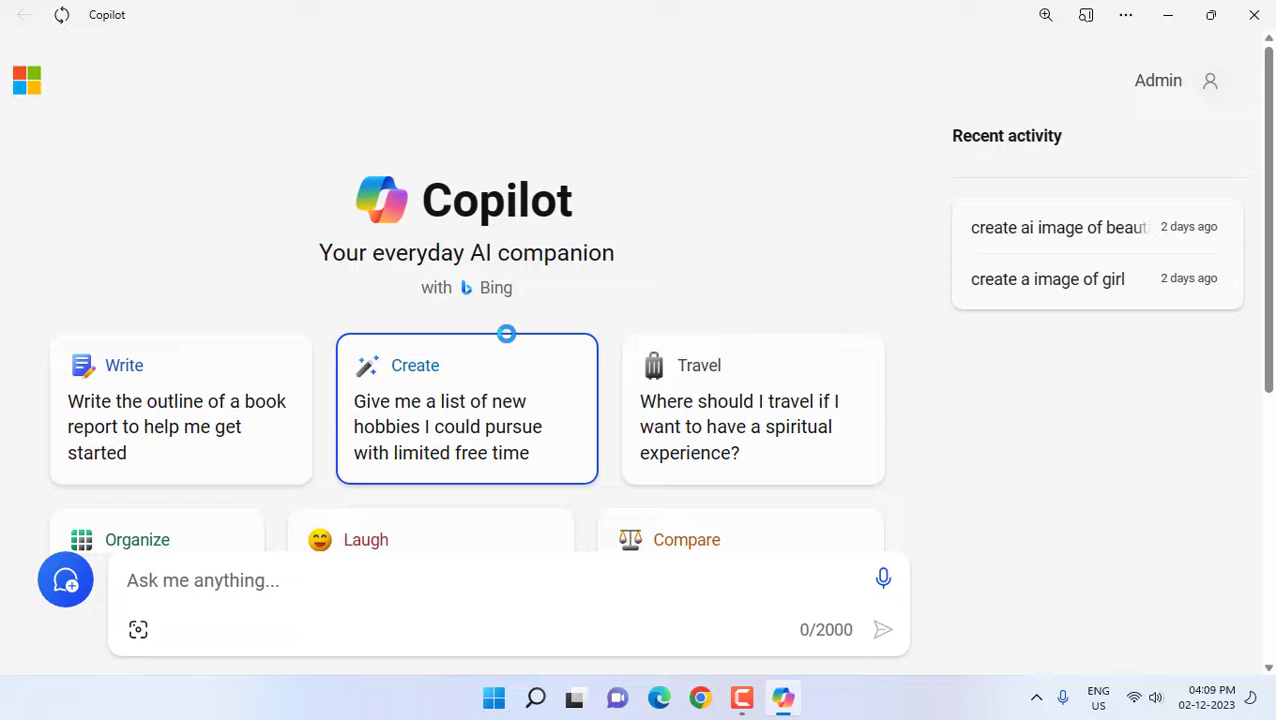 Copilot
Admin
Recent activity
create ai image of beauti 2 days ago
create a image of girl 2 days ago
Copilot
Your everyday AI companion
with Bing
Write
Write the outline of a book
report to help me get
started
Create
Give me a list of new
hobbies I could pursue
with limited free time
Travel
Where should I travel if I
want to have a spiritual
experience?
Organize
Laugh
Compare
Ask me anything...
0/2000
ENG
US
04:09 PM
02-12-2023